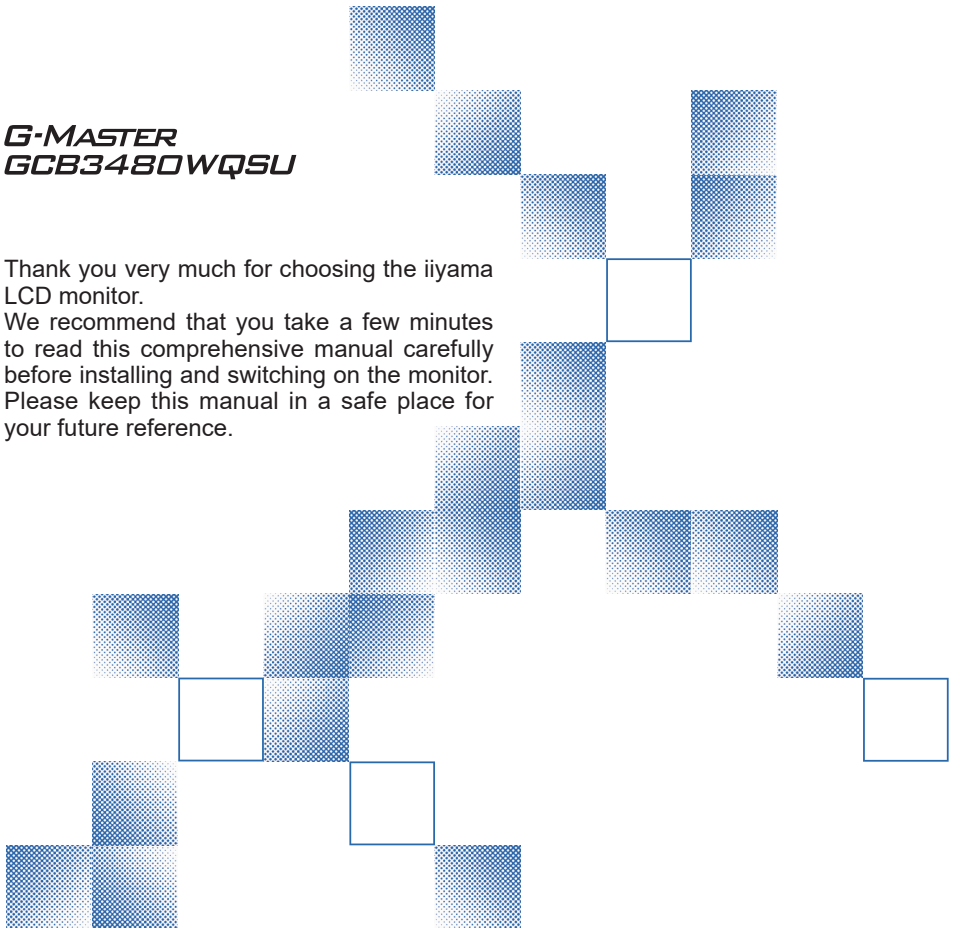 G-MASTER
GCB3480WQSU
Thank you very much for choosing the iiyama
LCD monitor.
We recommend that you take a few minutes
to read this comprehensive manual carefully
before installing and switching on the monitor.
Please keep this manual in a safe place for
your future reference.